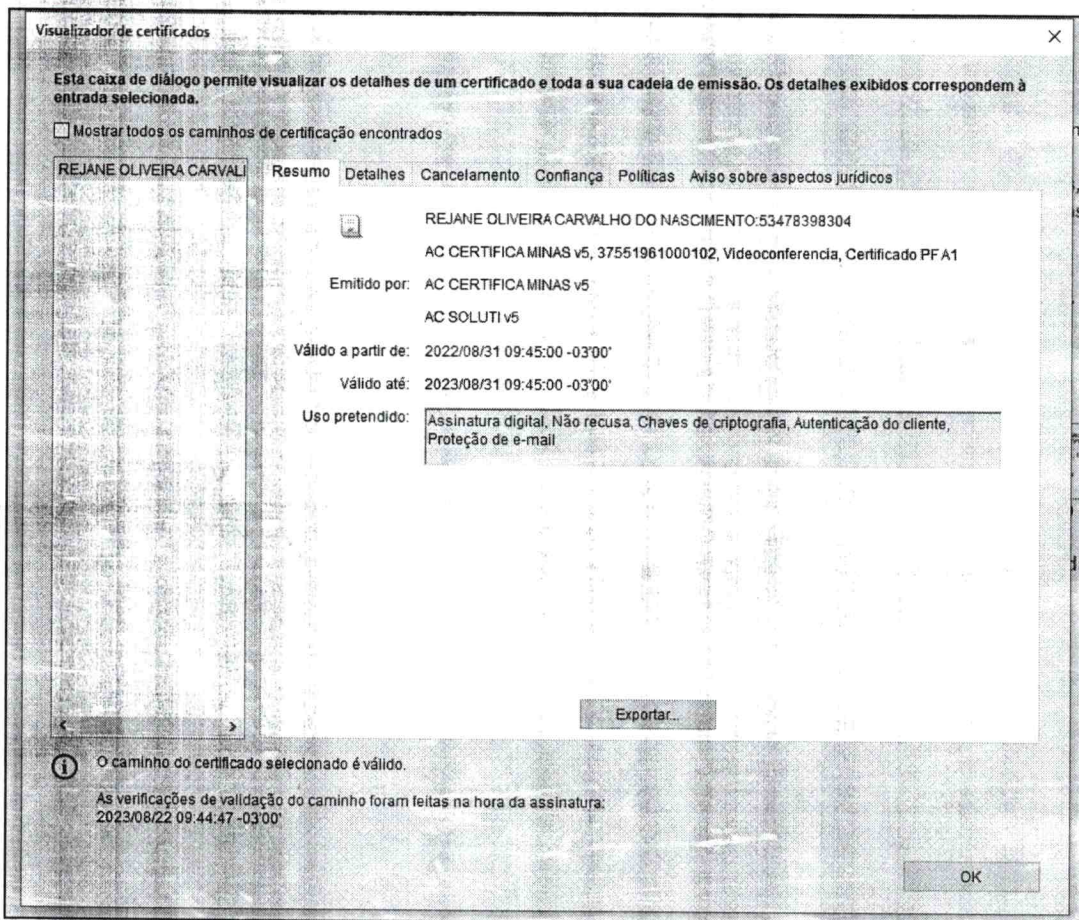 Visualizador de certificados
Esta caixa de diálogo permite visualizar os detalhes de um certificado e toda a sua cadeia de emissão. Os detalhes exibidos correspondem à
entrada selecionada.
Mostrar todos os caminhos de certificação encontrados
REJANE OLIVEIRA CARVALI
Resumo Detalhes Cancelamento Confiança Políticas Aviso sobre aspectos jurídicos
REJANE OLIVEIRA CARVALHO DO NASCIMENTO:53478398304
AC CERTIFICA MINAS v5, 37551961000102, Videoconferencia, Certificado PF A1
Emitido por: AC CERTIFICA MINAS v5
AC SOLUTI v5
Válido a partir de: 2022/08/31 09:45:00 -03'00'
Válido até: 2023/08/31 09:45:00 -03'00'
Uso pretendido: Assinatura digital, Não recusa, Chaves de criptografia, Autenticação do cliente,
Proteção de e-mail
Exportar...
O caminho do certificado selecionado é válido.
As verificações de validação do caminho foram feitas na hora da assinatura:
2023/08/22 09:44:47 -03'00'
OK